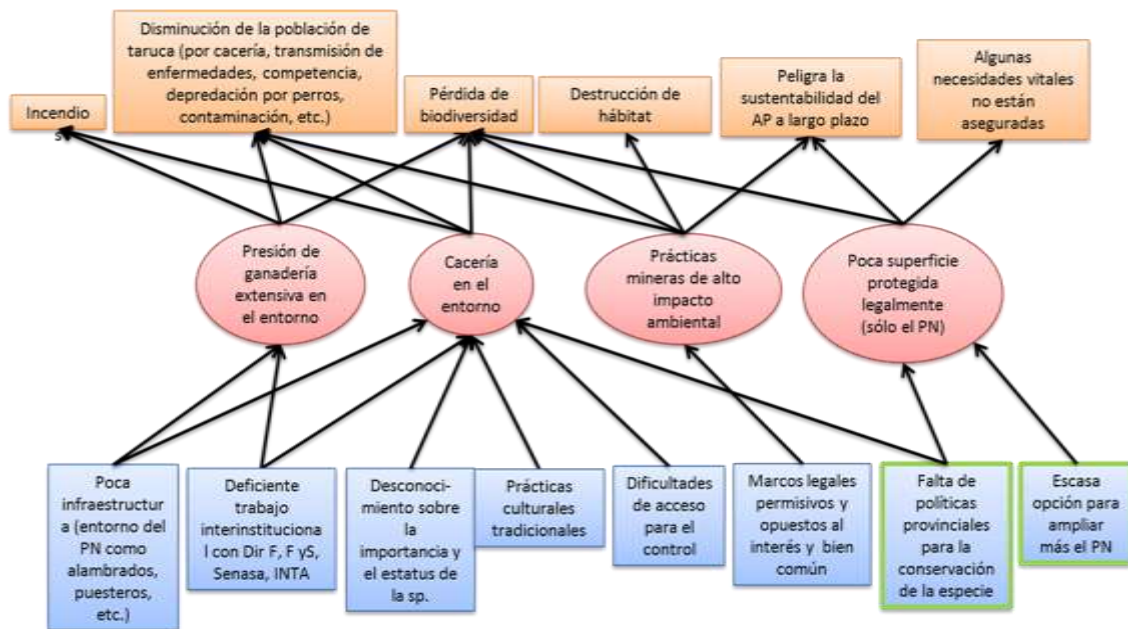 Disminución de la población de
taruca (por cacería, transmisión de
enfermedades, competencia,
depredación por perros,
contaminación, etc.)
Incendio
s
Pérdida de
biodiversidad
Destrucción de
hábitat
Peligra la
sustentabilidad del
AP a largo plazo
Algunas
necesidades vitales
no están
aseguradas
Presión de
ganadería
extensiva en
el entorno
Cacería
en el
entorno
Prácticas
mineras de alto
impacto
ambiental
Poca superficie
protegida
legalmente
(sólo el PN)
Poca
infraestructur
a (entorno del
PN como
alambrados,
puesteros,
etc.)
Deficiente
trabajo
interinstituciona
l con Dir F, F yS,
Senasa, INTA
Desconoci-
miento sobre
la
importancia y
el estatus de
la sp.
Prácticas
culturales
tradicionales
Dificultades
de acceso
para el
control
Marcos legales
permisivos y
opuestos al
interés y bien
común
Falta de
políticas
provinciales
para la
conservación
de la especie
Escasa
opción para
ampliar
más el PN